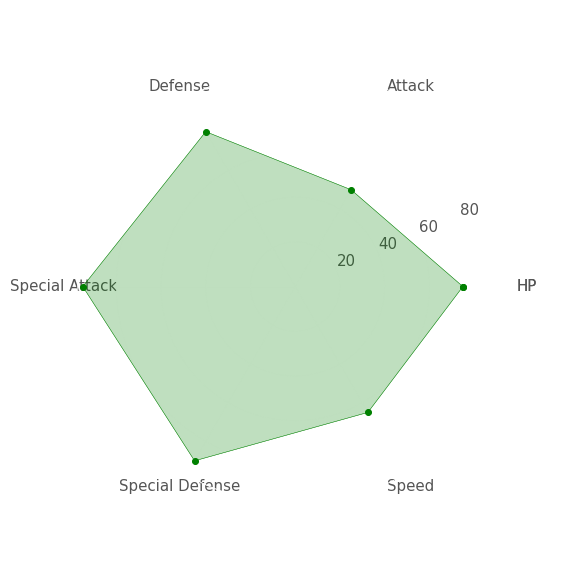 Defense
Attack
80
60
40
20
Special Attack
HP
Special Defense
Speed